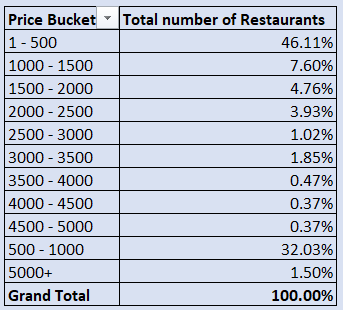 Price Bucket Total number of Restaurants
1 - 500 46.11%
1000 - 1500 7.60%
1500 - 2000 4.76%
2000 - 2500 3.93%
2500 - 3000 1.02%
3000 - 3500 1.85%
3500 - 4000 0.47%
4000 - 4500 0.37%
4500 - 5000 0.37%
500 - 1000 32.03%
5000+ 1.50%
Grand Total 100.00%